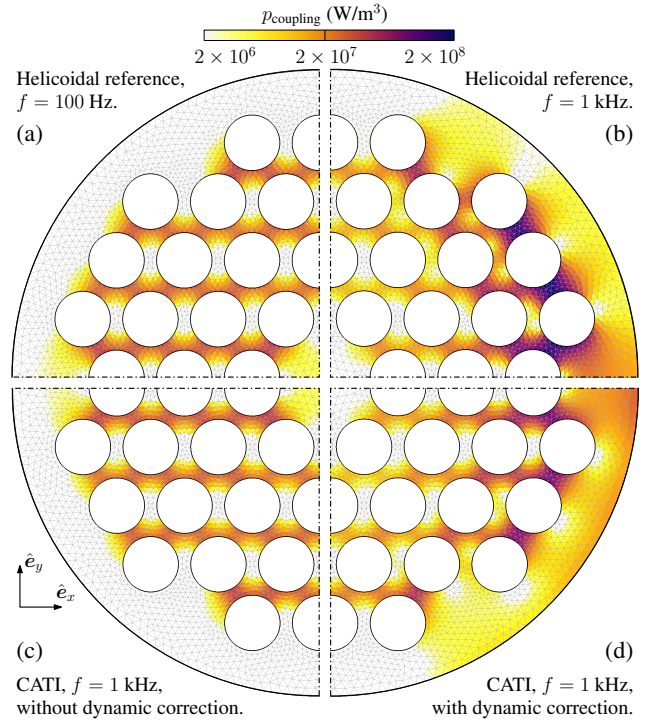 p_coupling (W/m³)
2 × 10⁶ 2 × 10⁷ 2 × 10⁸
Helicoidal reference,
f = 100 Hz.
(a)
Helicoidal reference,
f = 1 kHz.
(b)
ê_y
ê_x
(c)
CATI, f = 1 kHz,
without dynamic correction.
(d)
CATI, f = 1 kHz,
with dynamic correction.